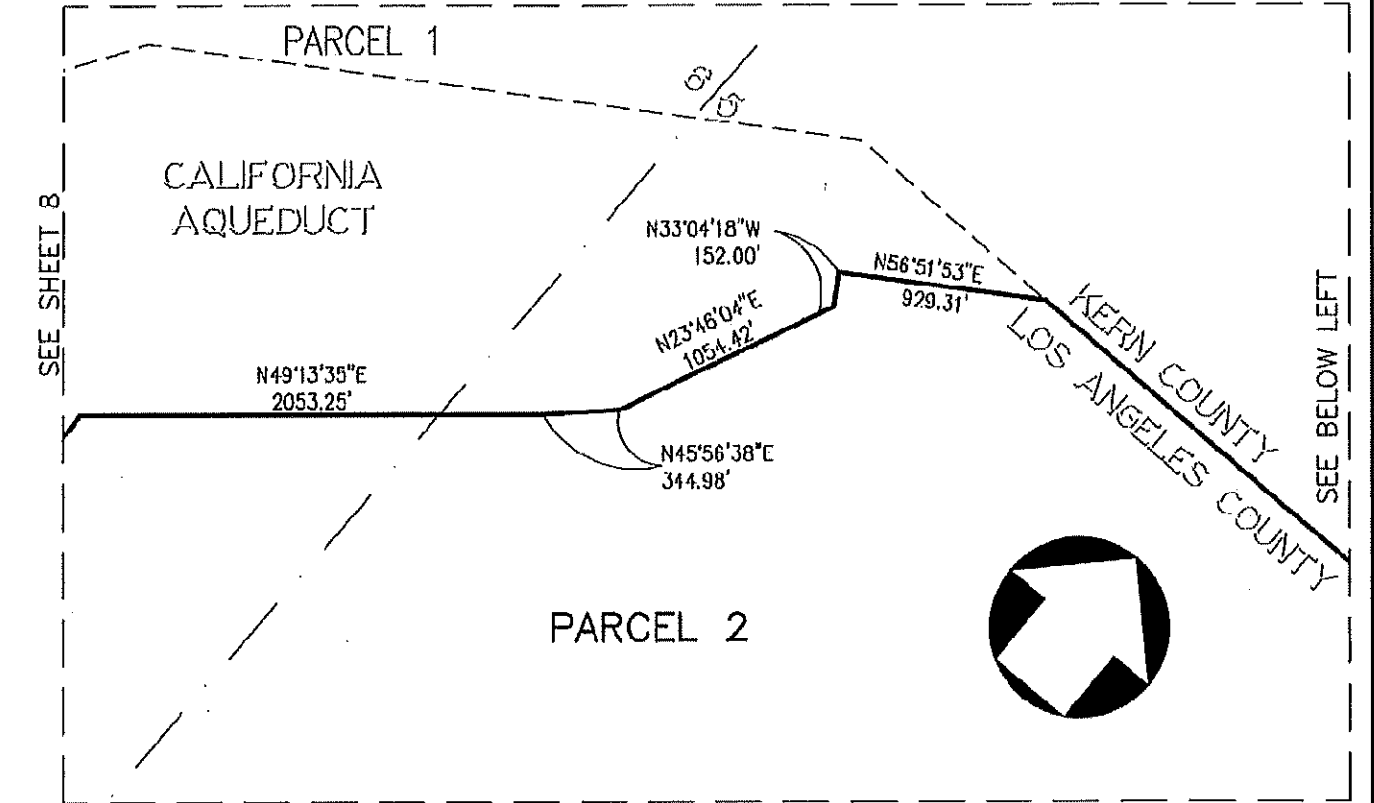 PARCEL 1
CALIFORNIA
AQUEDUCT
SEE SHEET 8
N33°04'18"W
152.00'
N56°51'53"E
929.31'
N23°46'04"E
1054.42'
N49°13'35"E
2053.25'
N45°56'38"E
344.98'
KERN COUNTY
LOS ANGELES COUNTY
SEE BELOW LEFT
PARCEL 2